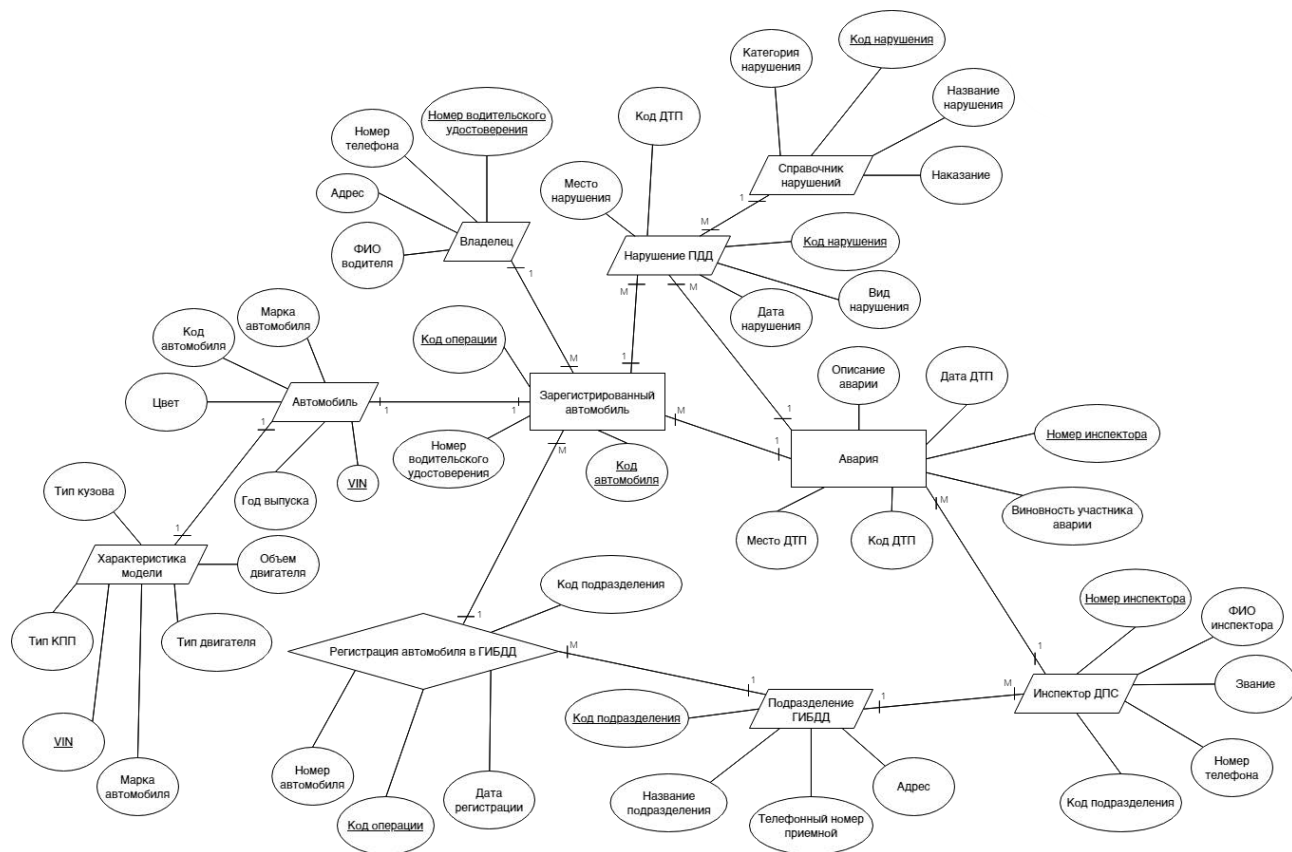 Категория
нарушения
Код нарушения
Название
нарушения
Наказание
Справочник
нарушений
1
М
Код ДТП
Место
нарушения
Нарушение ПДД
Код нарушения
Вид
нарушения
Дата
нарушения
М
М
Номер водительского
удостоверения
Номер
телефона
Адрес
ФИО
водителя
Владелец
1
М
1
Код операции
Марка
автомобиля
Код
автомобиля
Цвет
Автомобиль
1
1
1
Зарегистрированный
автомобиль
М
1
1
Номер
водительского
удостоверения
Код
автомобиля
М
Год выпуска
VIN
Описание
аварии
Дата ДТП
Номер инспектора
Авария
Виновность участника
аварии
Место ДТП
Код ДТП
М
Тип кузова
1
Характеристика
модели
Объем
двигателя
Тип КПП
Тип двигателя
VIN
Марка
автомобиля
Код подразделения
1
Регистрация автомобиля в ГИБДД
М
1
Номер
автомобиля
Код операции
Дата
регистрации
Код подразделения
Подразделение
ГИБДД
1
М
Название
подразделения
Телефонный номер
приемной
Адрес
Номер инспектора
ФИО
инспектора
1
Звание
Инспектор ДПС
Номер
телефона
Код подразделения